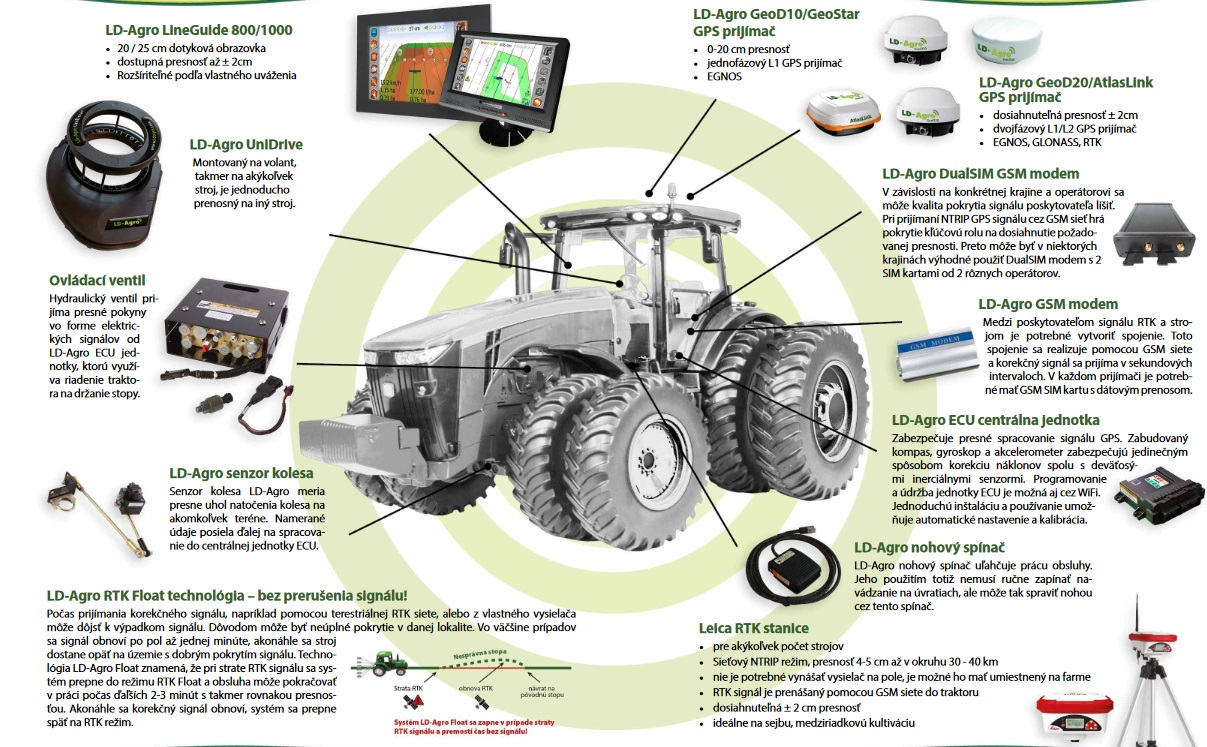 LD-Agro LineGuide 800/1000
• 20 / 25 cm dotyková obrazovka
• dostupná presnosť až ± 2cm
• Rozšíriteľné podľa vlastného uváženia
LD-Agro UniDrive
Montovaný na volant,
takmer na akýkoľvek
stroj, je jednoducho
prenosný na iný stroj.
LD-Agro
Ovládací ventil
Hydraulický ventil pri-
jíma presné pokyny
vo forme elektric-
kých signálov od
LD-Agro ECU jed-
notky, ktorú využí-
va riadenie trakto-
ra na držanie stopy.
LD-Agro senzor kolesa
Senzor kolesa LD-Agro meria
presne uhol natočenia kolesa na
akomkoľvek teréne. Namerané
údaje posiela ďalej na spracova-
nie do centrálnej jednotky ECU.
LD-Agro RTK Float technológia – bez prerušenia signálu!
Počas prijímania korekčného signálu, napríklad pomocou terestriálnej RTK siete, alebo z vlastného vysielača
môže dôjsť k výpadkom signálu. Dôvodom môže byť neúplné pokrytie v danej lokalite. Vo väčšine prípadov
sa signál obnoví po pol až jednej minúte, akonáhle sa stroj
dostane opäť na územie s dobrým pokrytím signálu. Techno-
lógia LD-Agro Float znamená, že pri strate RTK signálu sa sys-
tém prepne do režimu RTK Float a obsluha môže pokračovať
v práci počas ďalších 2-3 minút s takmer rovnakou presnos-
ťou. Akonáhle sa korekčný signál obnoví, systém sa prepne
späť na RTK režim.
Nesprávna stopa
Strata RTK
obnova RTK
návrat na
pôvodnú stopu
Systém LD-Agro Float sa zapne v prípade straty
RTK signálu a premostí čas bez signálu!
LD-Agro GeoD10/GeoStar
GPS prijímač
• 0-20 cm presnosť
• jednofázový L1 GPS prijímač
• EGNOS
LD-Agro
LD-Agro
LD-Agro GeoD20/AtlasLink
GPS prijímač
• dosiahnuteľná presnosť ± 2cm
• dvojfázový L1/L2 GPS prijímač
• EGNOS, GLONASS, RTK
AtlasLink
LD-Agro
LD-Agro DualSIM GSM modem
V závislosti na konkrétnej krajine a operátorovi sa
môže kvalita pokrytia signálu poskytovateľa líšiť.
Pri prijímaní NTRIP GPS signálu cez GSM sieť hrá
pokrytie kľúčovú rolu na dosiahnutie požado-
vanej presnosti. Preto môže byť v niektorých
krajinách výhodné použiť DualSIM modem s 2
SIM kartami od 2 rôznych operátorov.
LD-Agro GSM modem
Medzi poskytovateľom signálu RTK a stro-
jom je potrebné vytvoriť spojenie. Toto
spojenie sa realizuje pomocou GSM siete
a korekčný signál sa prijíma v sekundových
intervaloch. V každom prijímači je potreb-
né mať GSM SIM kartu s dátovým prenosom.
GSM MODEM
LD-Agro ECU centrálna jednotka
Zabezpečuje presné spracovanie signálu GPS. Zabudovaný
kompas, gyroskop a akcelerometer zabezpečujú jedinečným
spôsobom korekciu náklonov spolu s deväťosý-
mi inerciálnymi senzormi. Programovanie
a údržba jednotky ECU je možná aj cez WiFi.
Jednoduchú inštaláciu a používanie umož-
ňuje automatické nastavenie a kalibrácia.
LD-Agro nohový spínač
LD-Agro nohový spínač uľahčuje prácu obsluhy.
Jeho použitím totiž nemusí ručne zapínať na-
vádzanie na úvratiach, ale môže tak spraviť nohou
cez tento spínač.
Leica RTK stanice
• pre akýkoľvek počet strojov
• Sieťový NTRIP režim, presnosť 4-5 cm až v okruhu 30 - 40 km
• nie je potrebné vynášať vysielač na pole, je možné ho mať umiestnený na farme
• RTK signál je prenášaný pomocou GSM siete do traktoru
• dosiahnuteľná ± 2 cm presnosť
• ideálne na sejbu, medziriadkovú kultiváciu